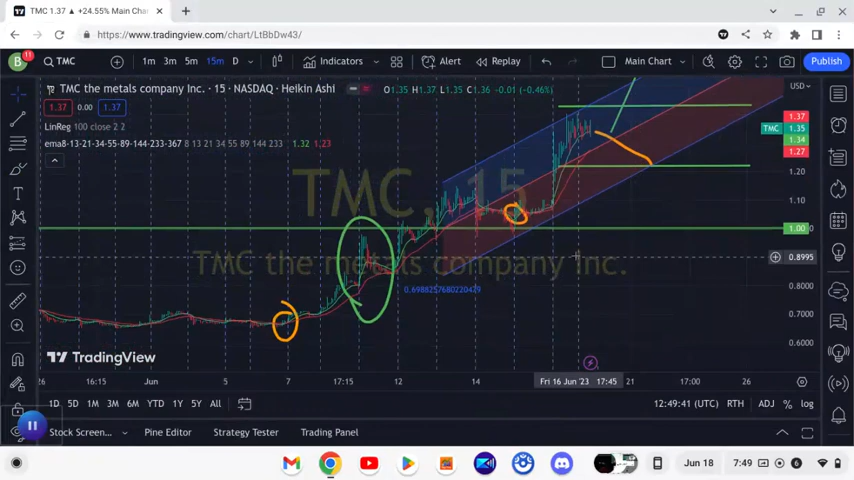 TMC 1.37 ▲ +24.55% Main Chart
https://www.tradingview.com/chart/LtBbDw43/
B
11
TMC
1m 3m 5m 15m D
Indicators
Alert
Replay
Main Chart
Publish
TMC the metals company Inc. · 15 · NASDAQ · Heikin Ashi
O1.35 H1.37 L1.35 C1.36 -0.01 (-0.46%)
USD
1.37 0.00 1.37
LinReg 100 close 2 2
ema8-13-21-34-55-89-144-233-367 8 13 21 34 55 89 144 233 1.32 1.23
TMC, 15
TMC the metals company Inc.
0.6988257680220429
TradingView
1.37
TMC 1.35
1.34
1.27
1.20
1.10
1.00
0.8995
0.8000
0.7000
0.6000
26 16:15 Jun 5 7 17:15 12 14 Fri 16 Jun '23 17:45 21 17:00 26
1D 5D 1M 3M 6M YTD 1Y 5Y All
12:49:41 (UTC) RTH ADJ % log
Stock Screen... Pine Editor Strategy Tester Trading Panel
Jun 18 7:49 6